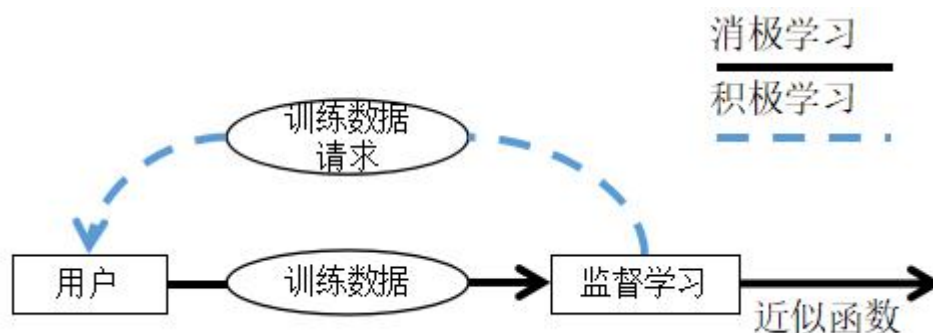 消极学习
积极学习
训练数据
请求
用户
训练数据
监督学习
近似函数